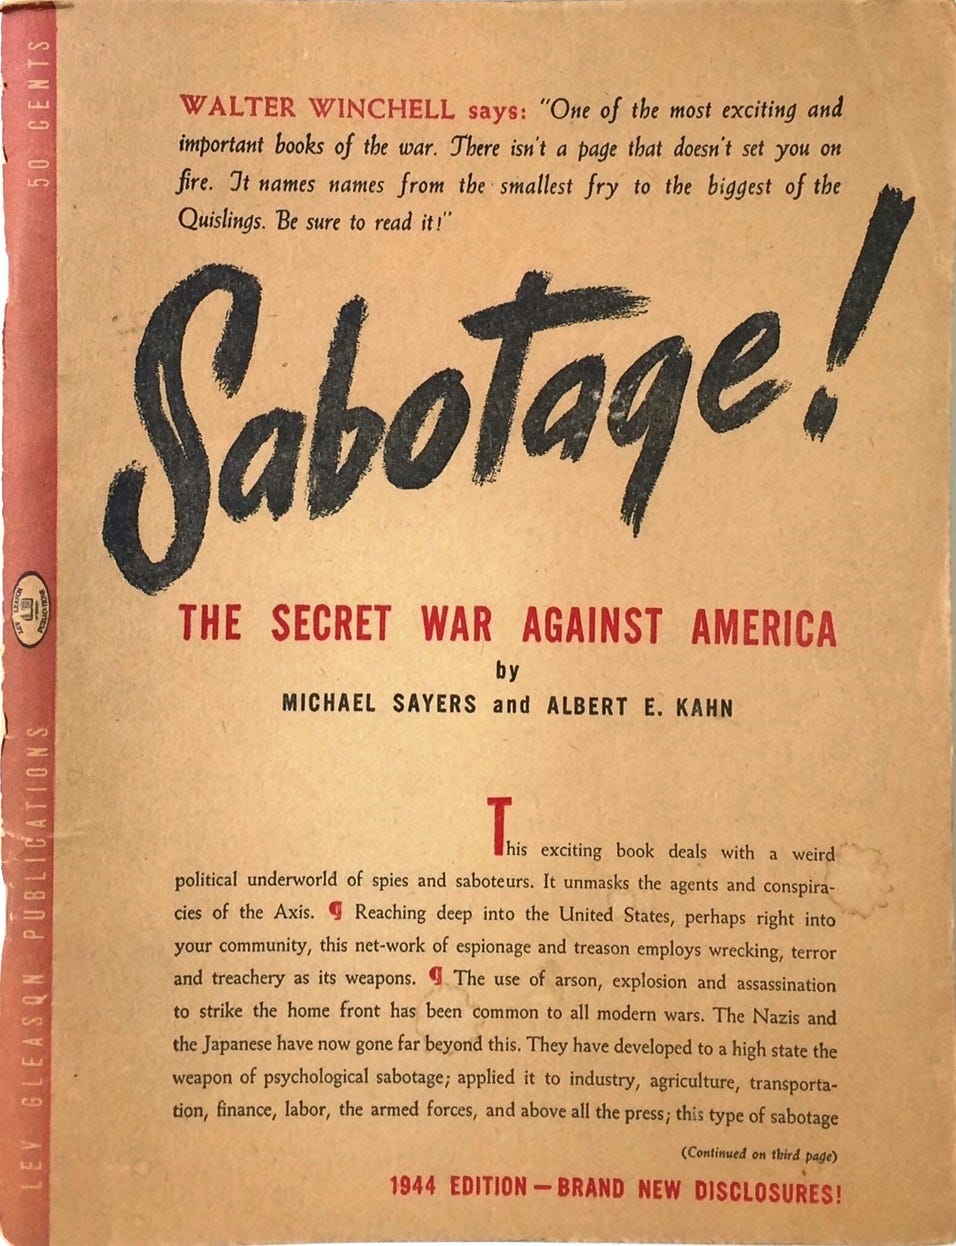 WALTER WINCHELL says: "One of the most exciting and
important books of the war. There isn't a page that doesn't set you on
fire. It names names from the smallest fry to the biggest of the
Quislings. Be sure to read it!"
Sabotage!
THE SECRET WAR AGAINST AMERICA
by
MICHAEL SAYERS and ALBERT E. KAHN
This exciting book deals with a weird
political underworld of spies and saboteurs. It unmasks the agents and conspira-
cies of the Axis. ¶ Reaching deep into the United States, perhaps right into
your community, this net-work of espionage and treason employs wrecking, terror
and treachery as its weapons. ¶ The use of arson, explosion and assassination
to strike the home front has been common to all modern wars. The Nazis and
the Japanese have now gone far beyond this. They have developed to a high state the
weapon of psychological sabotage; applied it to industry, agriculture, transporta-
tion, finance, labor, the armed forces, and above all the press; this type of sabotage
(Continued on third page)
1944 EDITION — BRAND NEW DISCLOSURES!
LEV GLEASON PUBLICATIONS
LEV GLEASON
PUBLICATIONS
50 CENTS